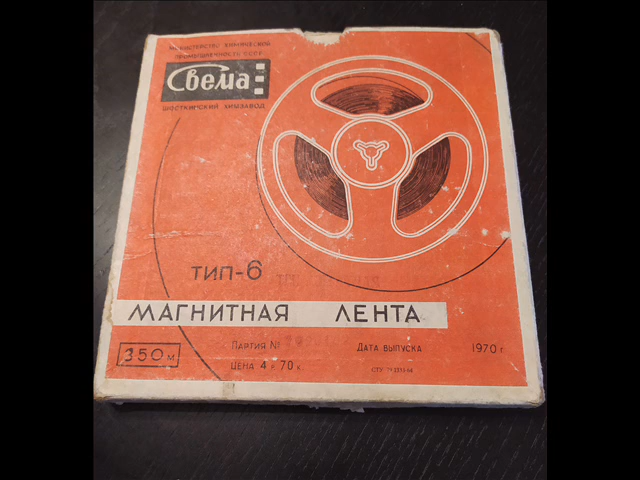 МИНИСТЕРСТВО ХИМИЧЕСКОЙ
ПРОМЫШЛЕННОСТИ СССР
Свема
ШОСТКИНСКИЙ ХИМЗАВОД
ТИП-6
МАГНИТНАЯ ЛЕНТА
350 м
ПАРТИЯ №
ДАТА ВЫПУСКА
1970 г.
ЦЕНА 4 р. 70 к.